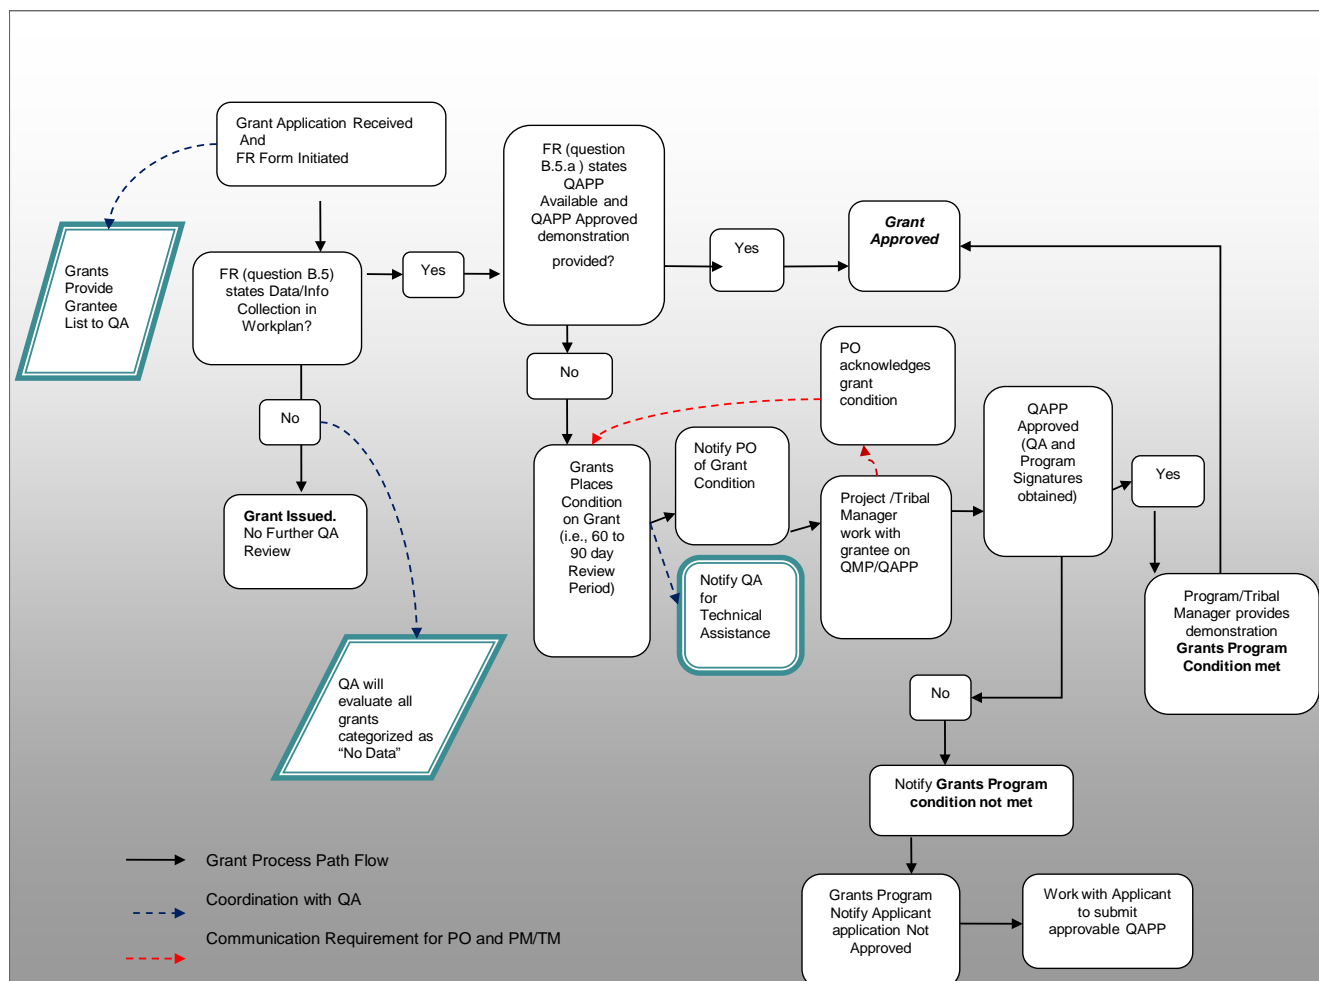 Grant Application Received
And
FR Form Initiated
FR (question
B.5.a ) states
QAPP
Available and
QAPP Approved
demonstration
provided?
Yes
Grant
Approved
Grants
Provide
Grantee
List to QA
FR (question B.5)
states Data/Info
Collection in
Workplan?
Yes
No
No
PO
acknowledges
grant
condition
Grant Issued.
No Further QA
Review
Grants
Places
Condition
on Grant
(i.e., 60 to
90 day
Review
Period)
Notify PO
of Grant
Condition
Notify QA
for
Technical
Assistance
Project /Tribal
Manager
work with
grantee on
QMP/QAPP
QAPP
Approved
(QA and
Program
Signatures
obtained)
Yes
Program/Tribal
Manager provides
demonstration
Grants Program
Condition met
QA will
evaluate all
grants
categorized as
“No Data”
No
Notify Grants Program
condition not met
Grants Program
Notify Applicant
application Not
Approved
Work with Applicant
to submit
approvable QAPP
Grant Process Path Flow
Coordination with QA
Communication Requirement for PO and PM/TM